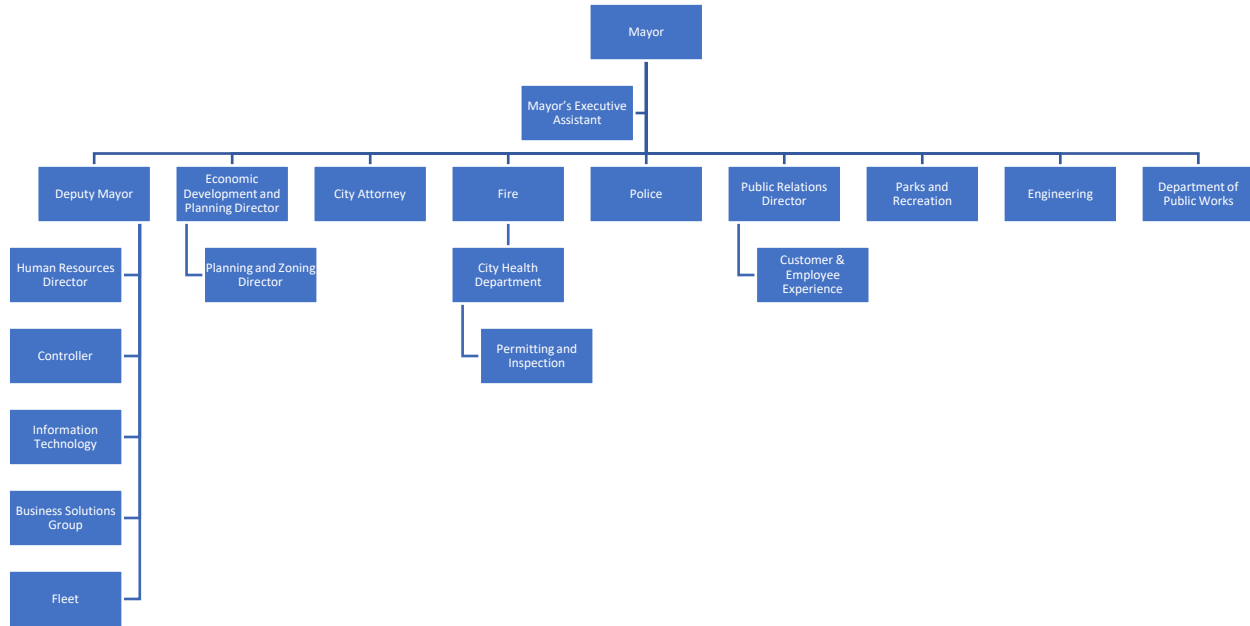 Mayor
Mayor’s Executive
Assistant
Deputy Mayor
Economic
Development and
Planning Director
City Attorney
Fire
Police
Public Relations
Director
Parks and
Recreation
Engineering
Department of
Public Works
Human Resources
Director
Planning and Zoning
Director
City Health
Department
Customer &
Employee
Experience
Controller
Permitting and
Inspection
Information
Technology
Business Solutions
Group
Fleet